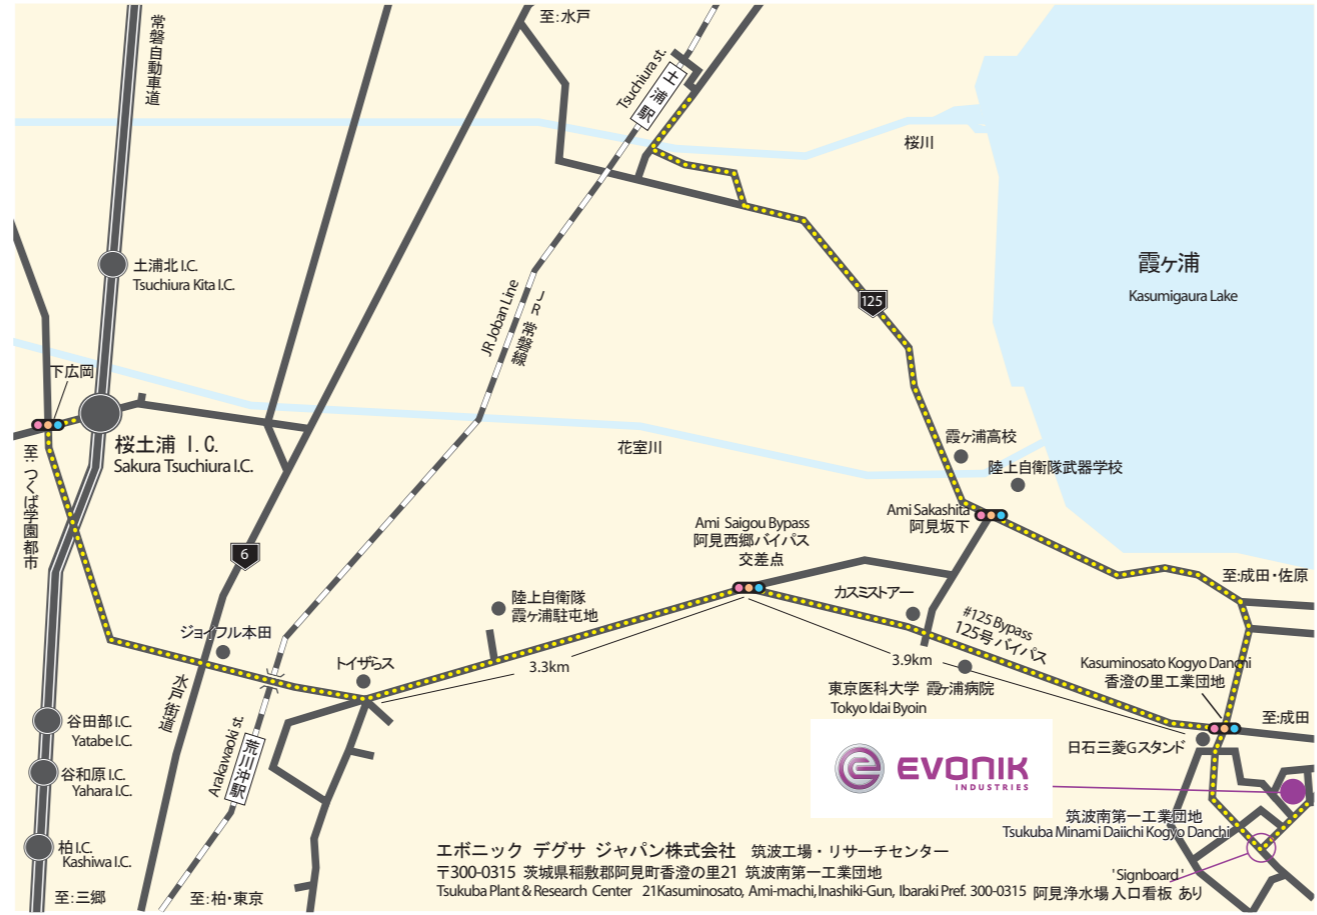 常磐自動車道
至:水戸
Tsuchiura st.
土浦駅
桜川
土浦北 I.C.
Tsuchiura Kita I.C.
霞ヶ浦
Kasumigaura Lake
125
JR Joban Line
JR 常磐線
下広岡
桜土浦 I.C.
Sakura Tsuchiura I.C.
至:つくば学園都市
花室川
霞ヶ浦高校
陸上自衛隊武器学校
Ami Sakashita
阿見坂下
Ami Saigou Bypass
阿見西郷バイパス
交差点
6
至:成田・佐原
陸上自衛隊
霞ヶ浦駐屯地
カスミストアー
#125 Bypass
125号バイパス
ジョイフル本田
トイザらス
3.3km
3.9km
Kasuminosato Kogyo Danchi
香澄の里工業団地
水戸街道
東京医科大学 霞ヶ浦病院
Tokyo Idai Byoin
至:成田
谷田部 I.C.
Yatabe I.C.
日石三菱Gスタンド
Arakawaoki st.
荒川沖駅
谷和原 I.C.
Yahara I.C.
EVONIK
INDUSTRIES
筑波南第一工業団地
Tsukuba Minami Daiichi Kogyo Danchi
柏 I.C.
Kashiwa I.C.
エボニック デグサ ジャパン株式会社 筑波工場・リサーチセンター
〒300-0315 茨城県稲敷郡阿見町香澄の里21 筑波南第一工業団地
Tsukuba Plant & Research Center 21Kasuminosato, Ami-machi, Inashiki-Gun, Ibaraki Pref. 300-0315
'Signboard'
阿見浄水場 入口看板 あり
至:三郷
至:柏・東京